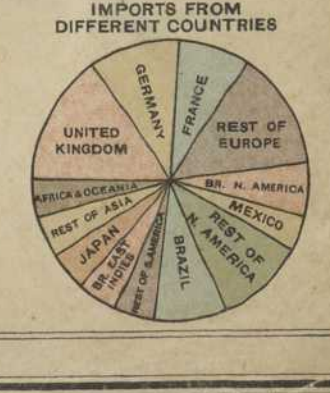 IMPORTS FROM
DIFFERENT COUNTRIES
GERMANY
FRANCE
REST OF
EUROPE
BR. N. AMERICA
MEXICO
REST OF
N. AMERICA
BRAZIL
REST OF S. AMERICA
BR. EAST
INDIES
JAPAN
REST OF ASIA
AFRICA & OCEANIA
UNITED
KINGDOM